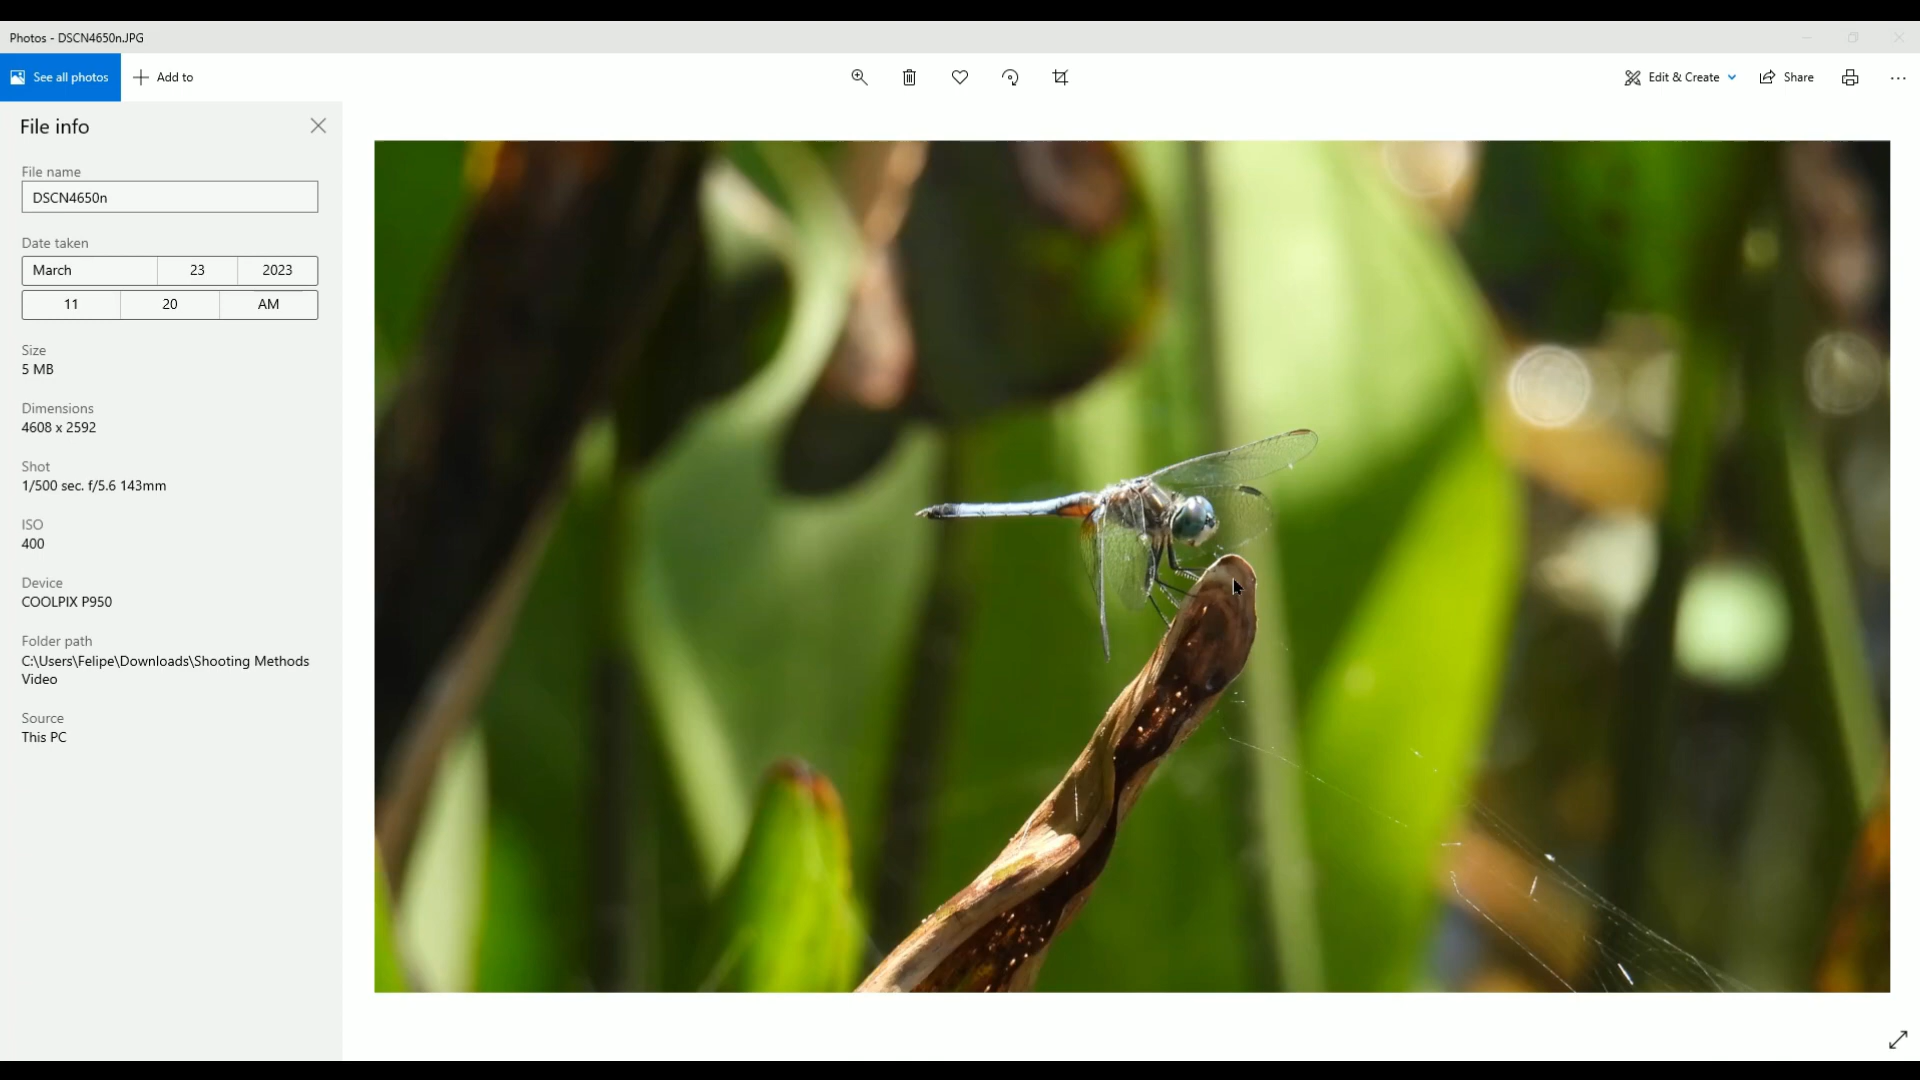 Photos - DSCN4650n.JPG
See all photos
Add to
Edit & Create
Share
File info
File name
DSCN4650n
Date taken
March 23 2023
11 20 AM
Size
5 MB
Dimensions
4608 x 2592
Shot
1/500 sec. f/5.6 143mm
ISO
400
Device
COOLPIX P950
Folder path
C:\Users\Felipe\Downloads\Shooting Methods
Video
Source
This PC